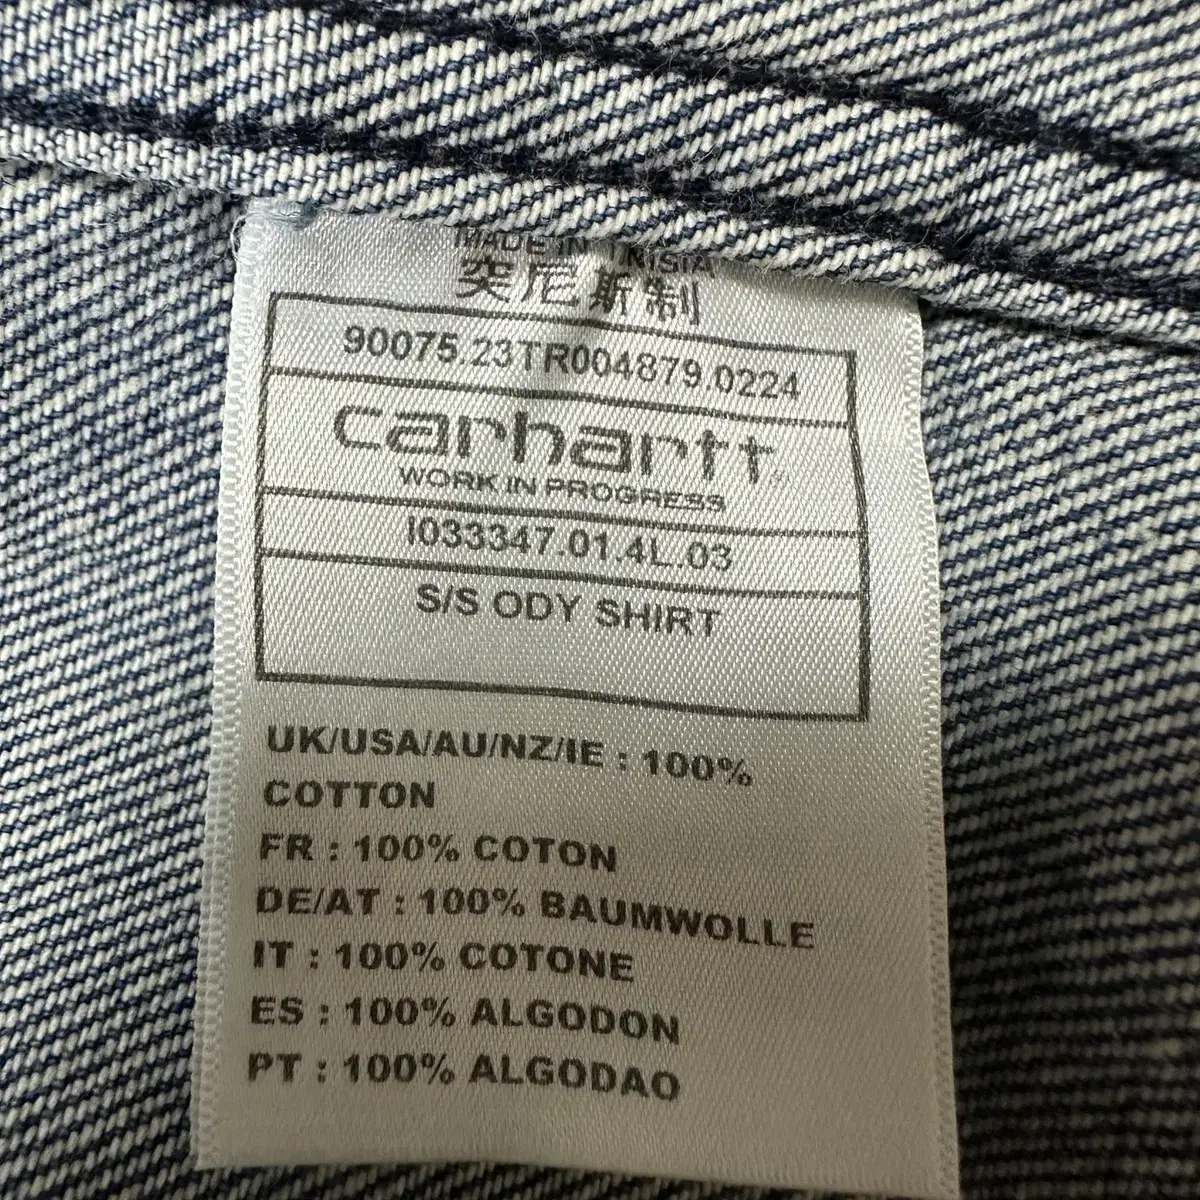 MADE IN TUNISIA
突尼斯制
90075.23TR004879.0224
carhartt®
WORK IN PROGRESS
I033347.01.4L.03
S/S ODY SHIRT
UK/USA/AU/NZ/IE : 100%
COTTON
FR : 100% COTON
DE/AT : 100% BAUMWOLLE
IT : 100% COTONE
ES : 100% ALGODON
PT : 100% ALGODAO